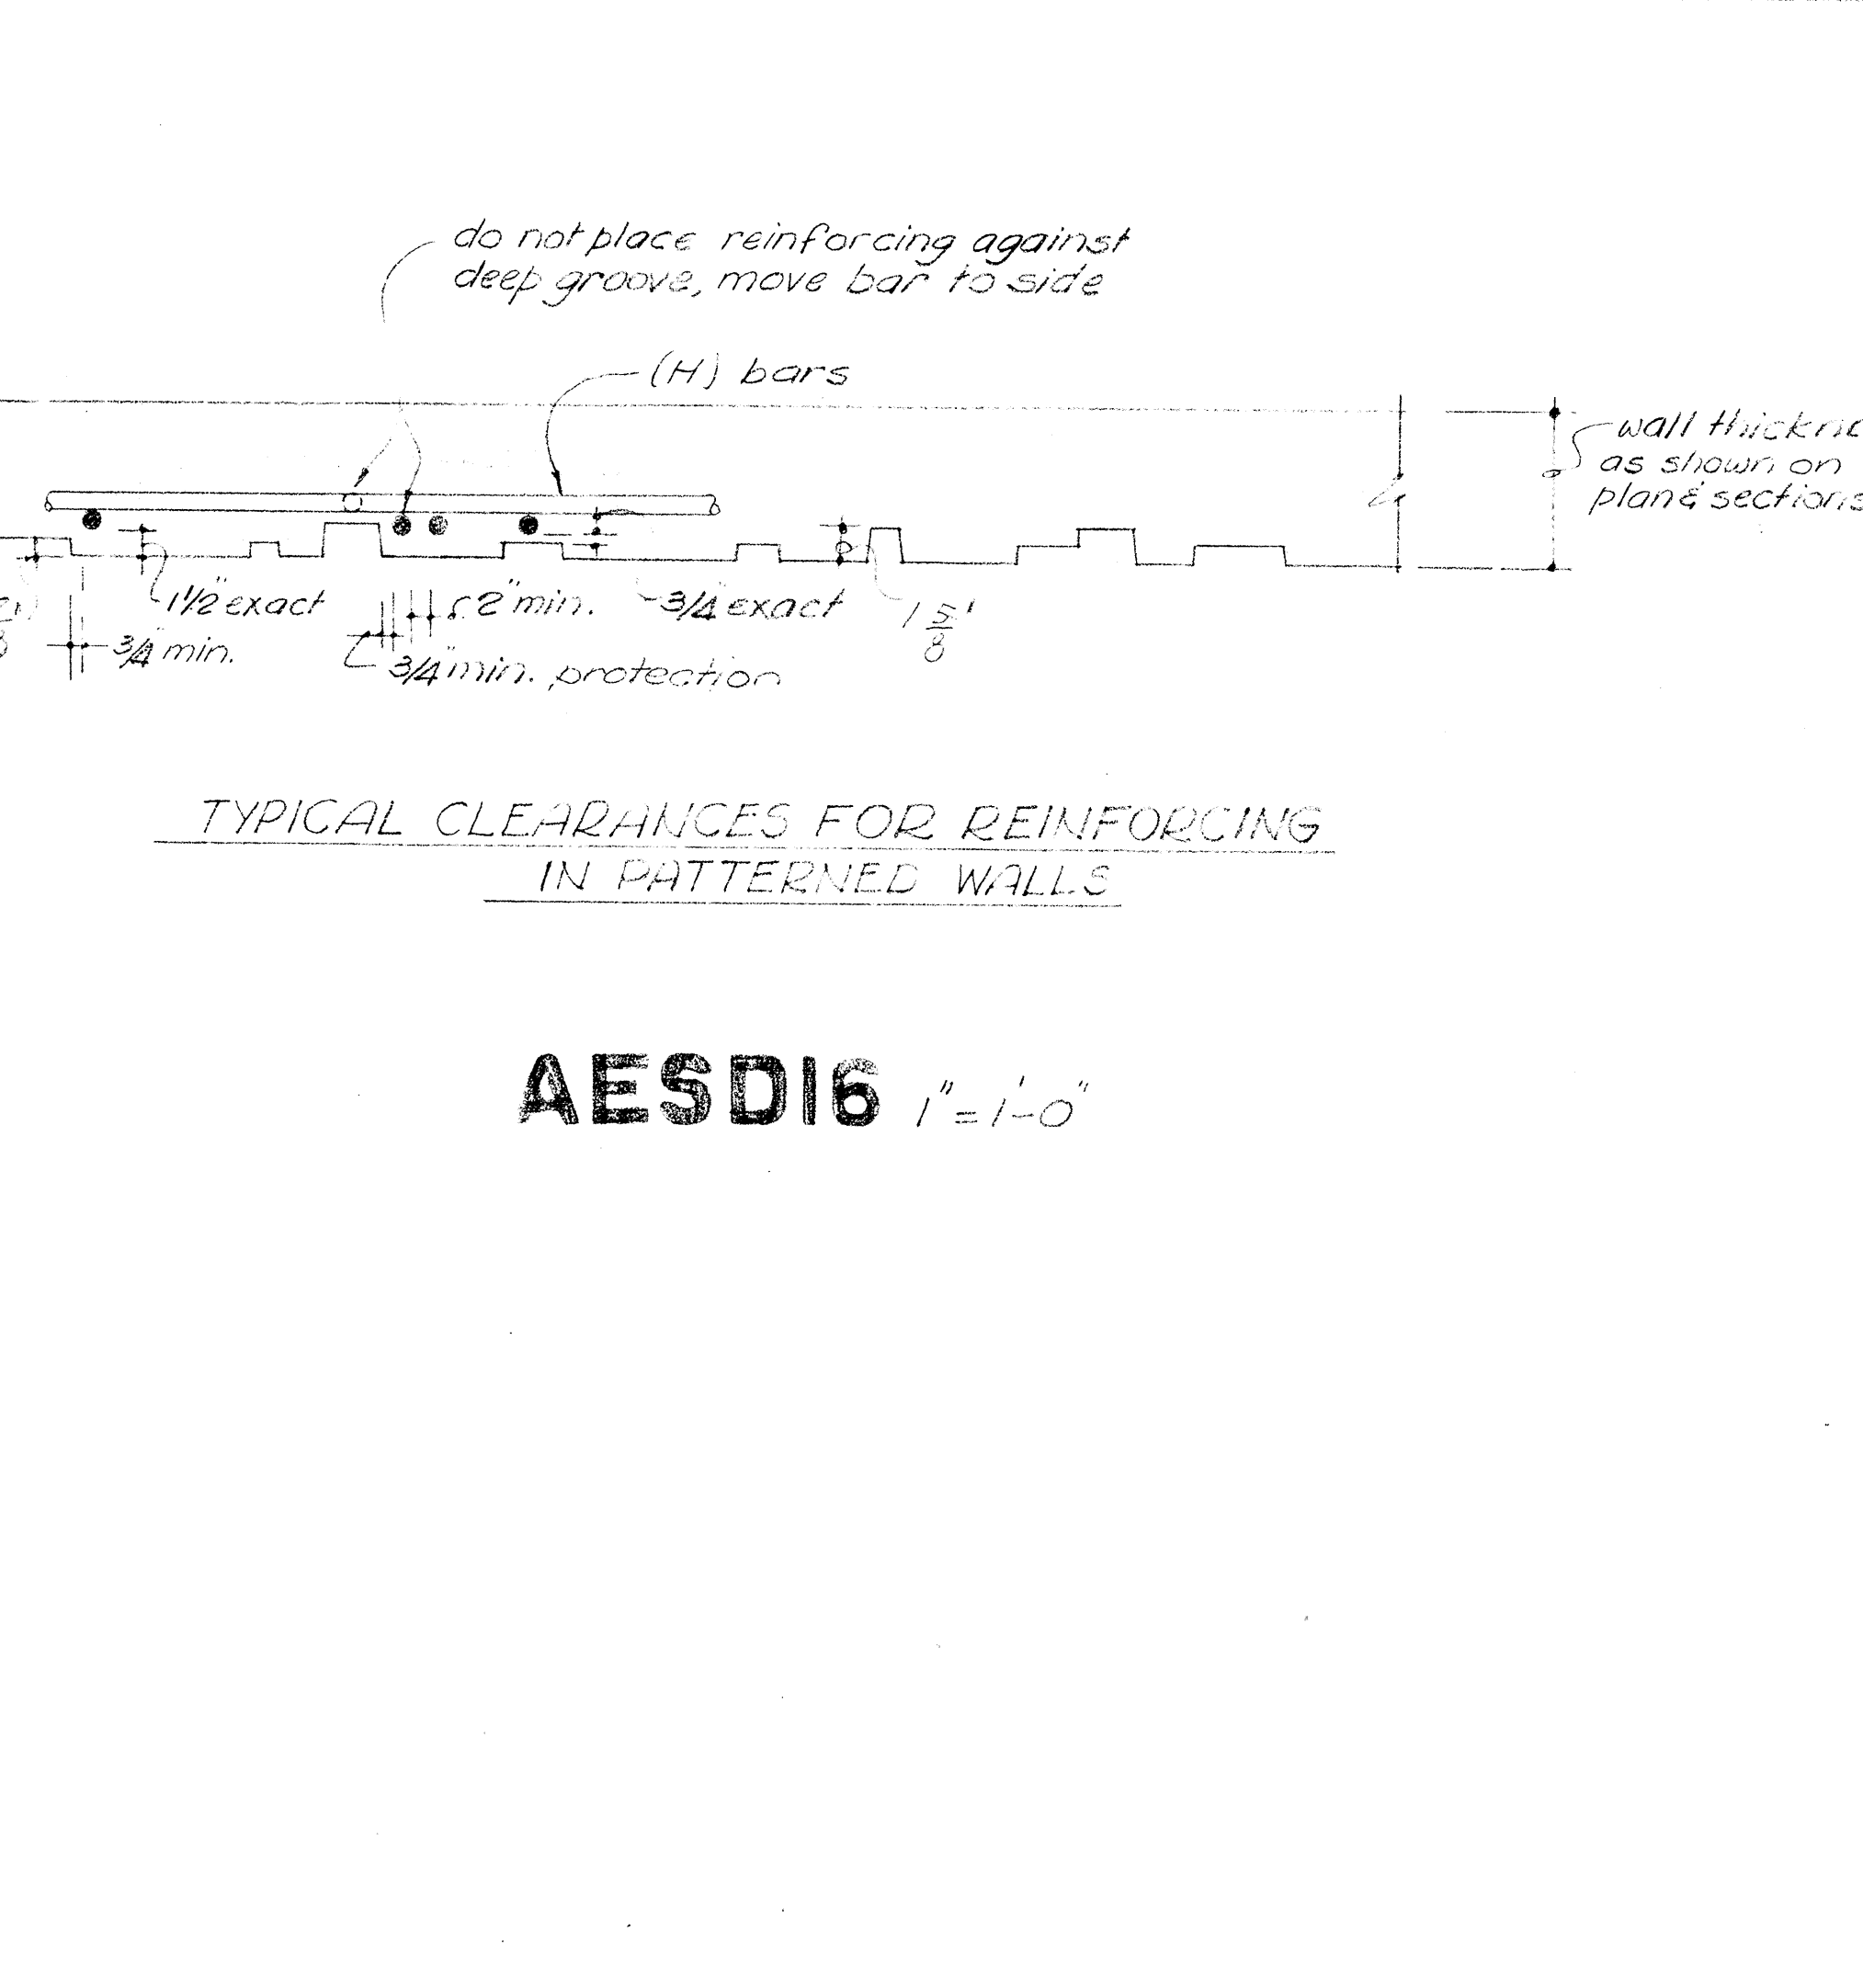 do not place reinforcing against
deep groove, move bar to side
(H) bars
wall
as shown on
plan & sections
1 1/2" exact
2" min.
3/4" exact
1 5/8"
3/4" min.
3/4" min. protection
TYPICAL CLEARANCES FOR REINFORCING
IN PATTERNED WALLS
AESD16 1" = 1'-0"